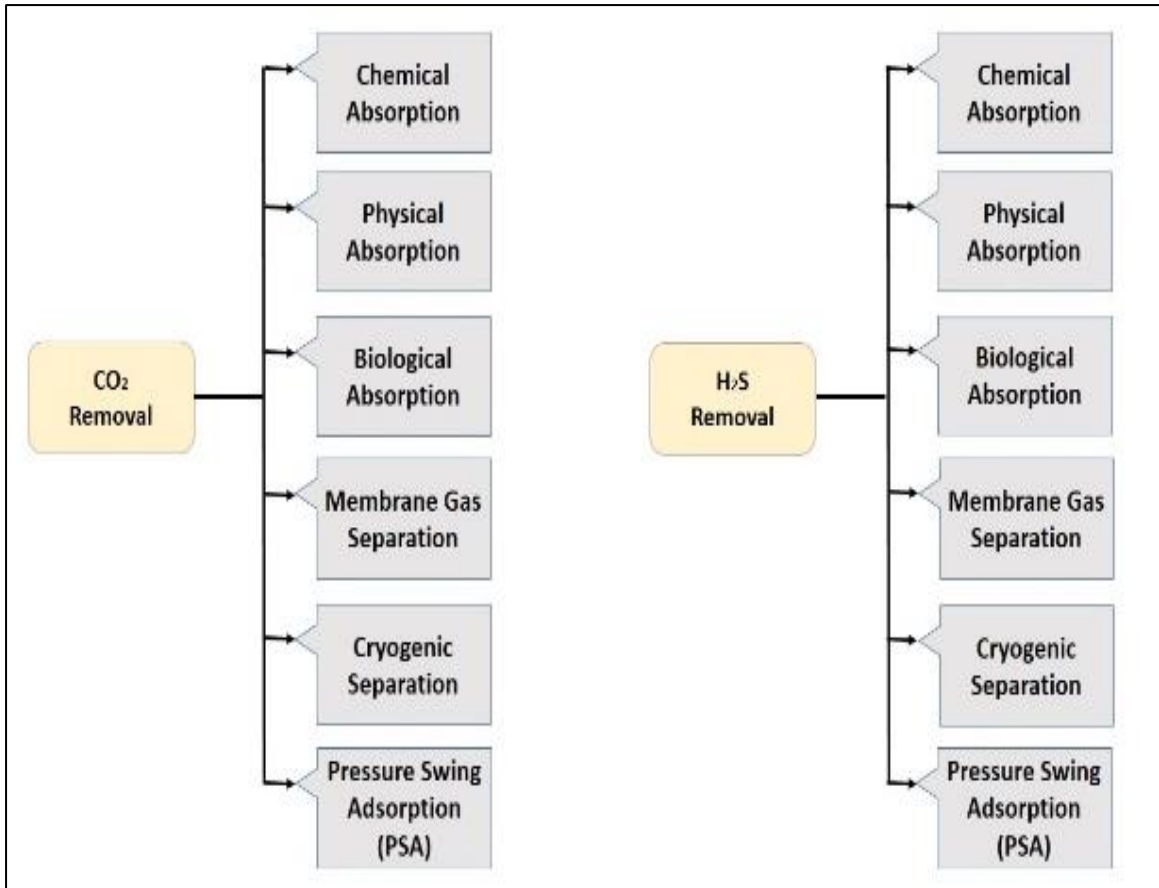 CO₂
Removal
Chemical
Absorption
Physical
Absorption
Biological
Absorption
Membrane Gas
Separation
Cryogenic
Separation
Pressure Swing
Adsorption
(PSA)
H₂S
Removal
Chemical
Absorption
Physical
Absorption
Biological
Absorption
Membrane Gas
Separation
Cryogenic
Separation
Pressure Swing
Adsorption
(PSA)